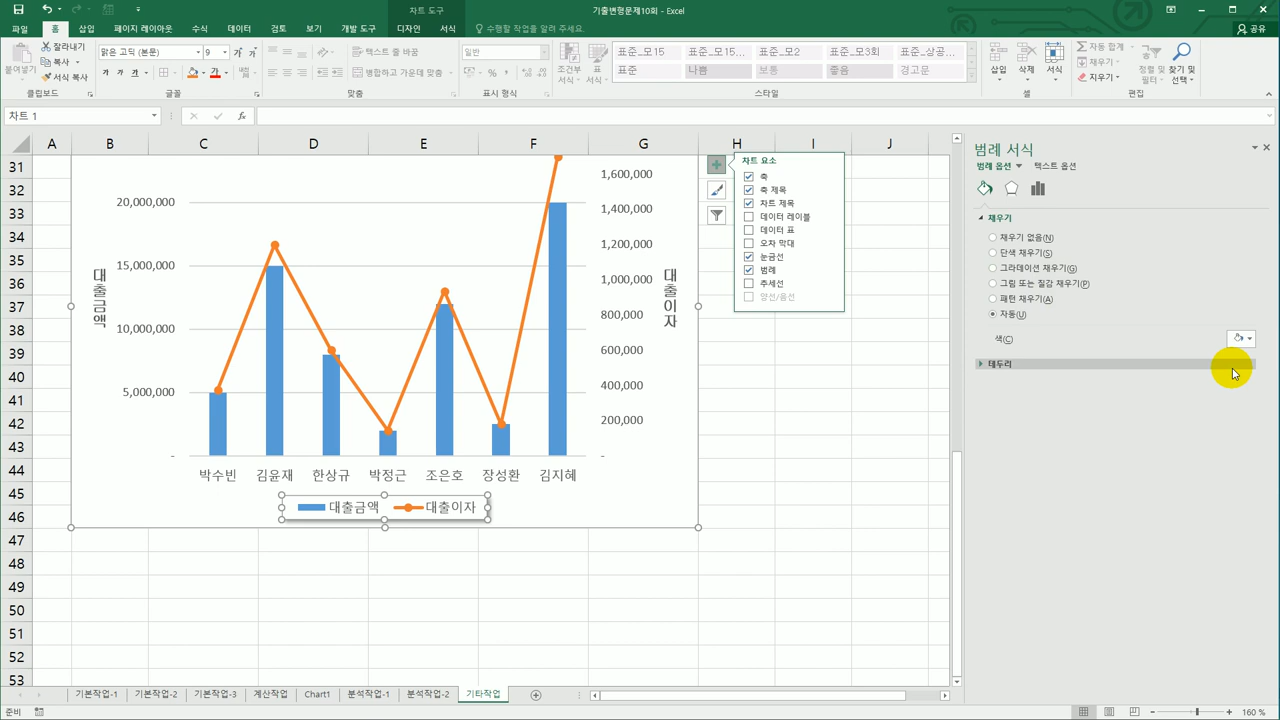 차트 도구
기출변형문제10회 - Excel
파일 홈 삽입 페이지 레이아웃 수식 데이터 검토 보기 개발 도구 디자인 서식 수행할 작업을 알려 주세요. 공유
붙여넣기
잘라내기
복사
서식 복사
클립보드
맑은 고딕 (본문) 9
가 가 가
글꼴
텍스트 줄 바꿈
병합하고 가운데 맞춤
맞춤
일반
표시 형식
조건부 서식
표 서식
표준_모15 표준_모15... 표준_모2 표준_모3회 표준_상공...
표준 나쁨 보통 좋음 경고문
스타일
삽입 삭제 서식
셀
자동 합계
채우기
지우기
정렬 및 필터
찾기 및 선택
편집
차트 1
fx
A B C D E F G H I J
31
32
33
34
35
36
37
38
39
40
41
42
43
44
45
46
47
48
49
50
51
52
53
20,000,000
15,000,000
10,000,000
5,000,000
-
대출금액
1,600,000
1,400,000
1,200,000
1,000,000
800,000
600,000
400,000
200,000
-
대출이자
박수빈 김윤재 한상규 박정근 조은호 장성환 김지혜
대출금액 대출이자
차트 요소
축
축 제목
차트 제목
데이터 레이블
데이터 표
오차 막대
눈금선
범례
추세선
양선/음선
범례 서식
범례 옵션 텍스트 옵션
채우기
채우기 없음(N)
단색 채우기(S)
그라데이션 채우기(G)
그림 또는 질감 채우기(P)
패턴 채우기(A)
자동(U)
색(C)
테두리
기본작업-1 기본작업-2 기본작업-3 계산작업 Chart1 분석작업-1 분석작업-2 기타작업
준비
160 %